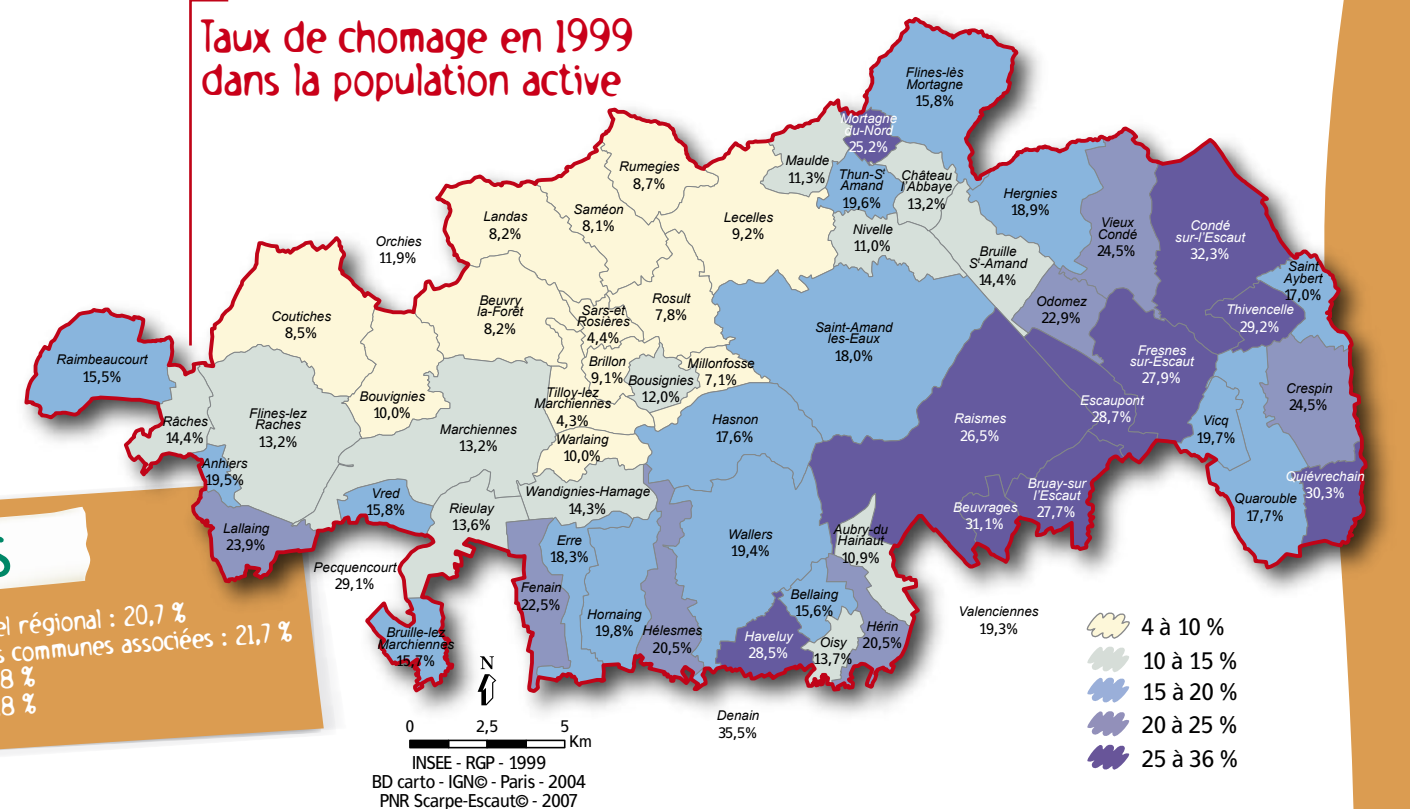 Taux de chomage en 1999
dans la population active
Flines-lès
Mortagne
15,8%
Mortagne
du-Nord
25,2%
Rumegies
8,7%
Maulde
11,3%
Thun-St
Amand
19,6%
Château
l'Abbaye
13,2%
Hergnies
18,9%
Vieux
Condé
24,5%
Condé
sur-l'Escaut
32,3%
Landas
8,2%
Saméon
8,1%
Lecelles
9,2%
Nivelle
11,0%
Bruille
St-Amand
14,4%
Orchies
11,9%
Saint
Aybert
17,0%
Odomez
22,9%
Thivencelle
29,2%
Coutiches
8,5%
Beuvry
la-Forêt
8,2%
Sars-et
Rosières
4,4%
Rosult
7,8%
Saint-Amand
les-Eaux
18,0%
Fresnes
sur-Escaut
27,9%
Raimbeaucourt
15,5%
Brillon
9,1%
Bousignies
12,0%
Millonfosse
7,1%
Crespin
24,5%
Bouvignies
10,0%
Tilloy-lez
Marchiennes
4,3%
Escaupont
28,7%
Râches
14,4%
Flines-lez
Raches
13,2%
Marchiennes
13,2%
Warlaing
10,0%
Hasnon
17,6%
Raismes
26,5%
Vicq
19,7%
Anhiers
19,5%
Vred
15,8%
Wandignies-Hamage
14,3%
Bruay-sur
l'Escaut
27,7%
Quiévrechain
30,3%
Quarouble
17,7%
Beuvrages
31,1%
Lallaing
23,9%
Rieulay
13,6%
Erre
18,3%
Wallers
19,4%
Aubry-du
Hainaut
10,9%
Pecquencourt
29,1%
Fenain
22,5%
Hornaing
19,8%
Hélesmes
20,5%
Bellaing
15,6%
Haveluy
28,5%
Oisy
13,7%
Hérin
20,5%
Valenciennes
19,3%
Bruille-lez
Marchiennes
15,7%
Denain
35,5%
S
el régional : 20,7 %
s communes associées : 21,7 %
8 %
8 %
N
0 2,5 5
Km
INSEE - RGP - 1999
BD carto - IGN© - Paris - 2004
PNR Scarpe-Escaut© - 2007
4 à 10 %
10 à 15 %
15 à 20 %
20 à 25 %
25 à 36 %